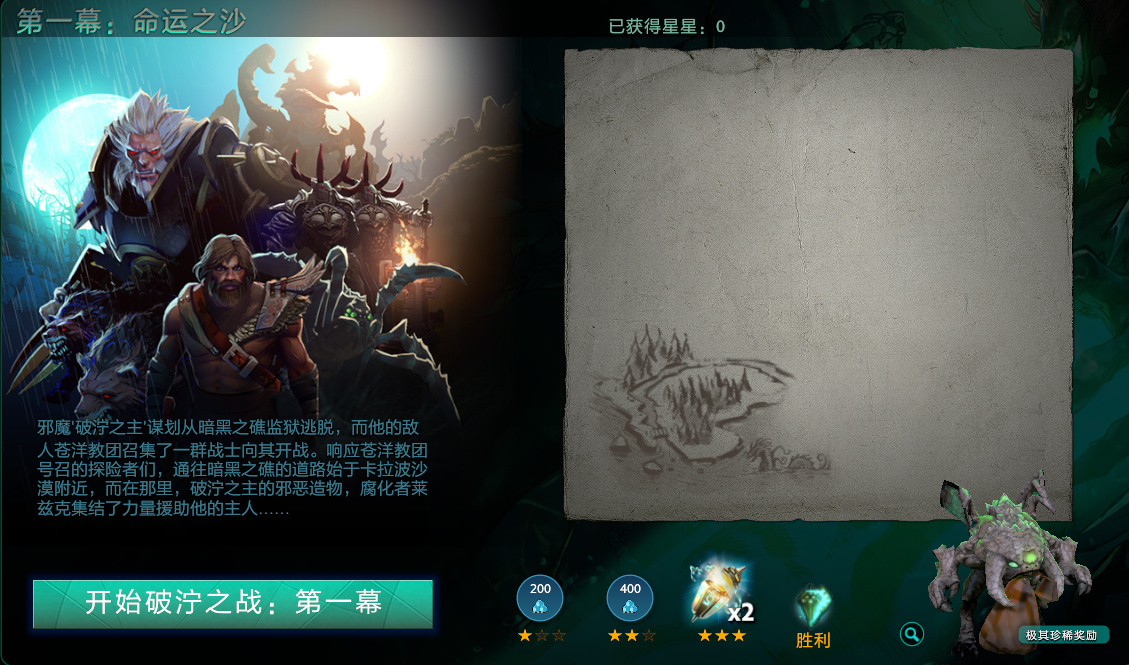 第一幕：命运之沙
已获得星星：0
邪魔'破泞之主'谋划从暗黑之礁监狱逃脱，而他的敌
人苍洋教团召集了一群战士向其开战。响应苍洋教团
号召的探险者们，通往暗黑之礁的道路始于卡拉波沙
漠附近，而在那里，破泞之主的邪恶造物，腐化者莱
兹克集结了力量援助他的主人……
开始破泞之战：第一幕
200
400
x2
胜利
极其珍稀奖励